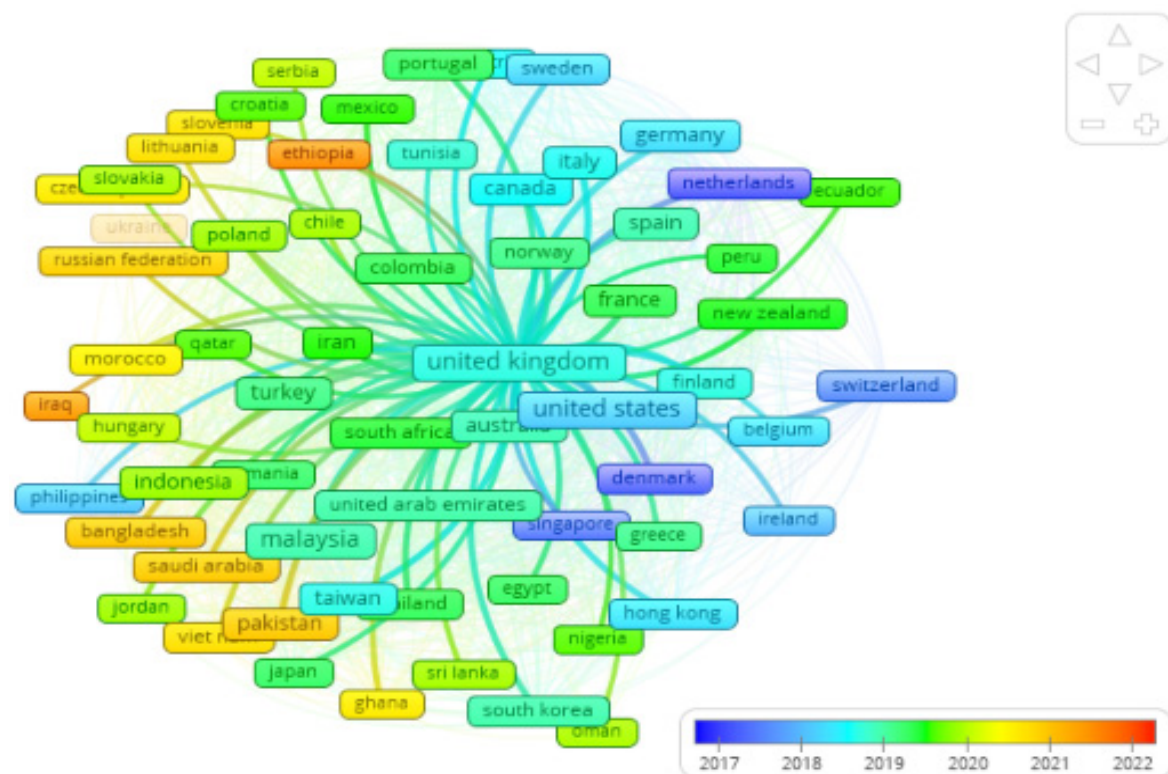 serbia
portugal
sweden
croatia
mexico
slovenia
lithuania
ethiopia
tunisia
italy
germany
slovakia
canada
netherlands
ecuador
ukraine
poland
chile
spain
russian federation
colombia
norway
peru
france
new zealand
morocco
qatar
iran
united kingdom
turkey
finland
switzerland
iraq
hungary
south africa
australia
united states
belgium
indonesia
philippines
united arab emirates
denmark
bangladesh
malaysia
singapore
greece
ireland
saudi arabia
jordan
taiwan
egypt
hong kong
pakistan
nigeria
japan
sri lanka
ghana
south korea
oman
2017 2018 2019 2020 2021 2022